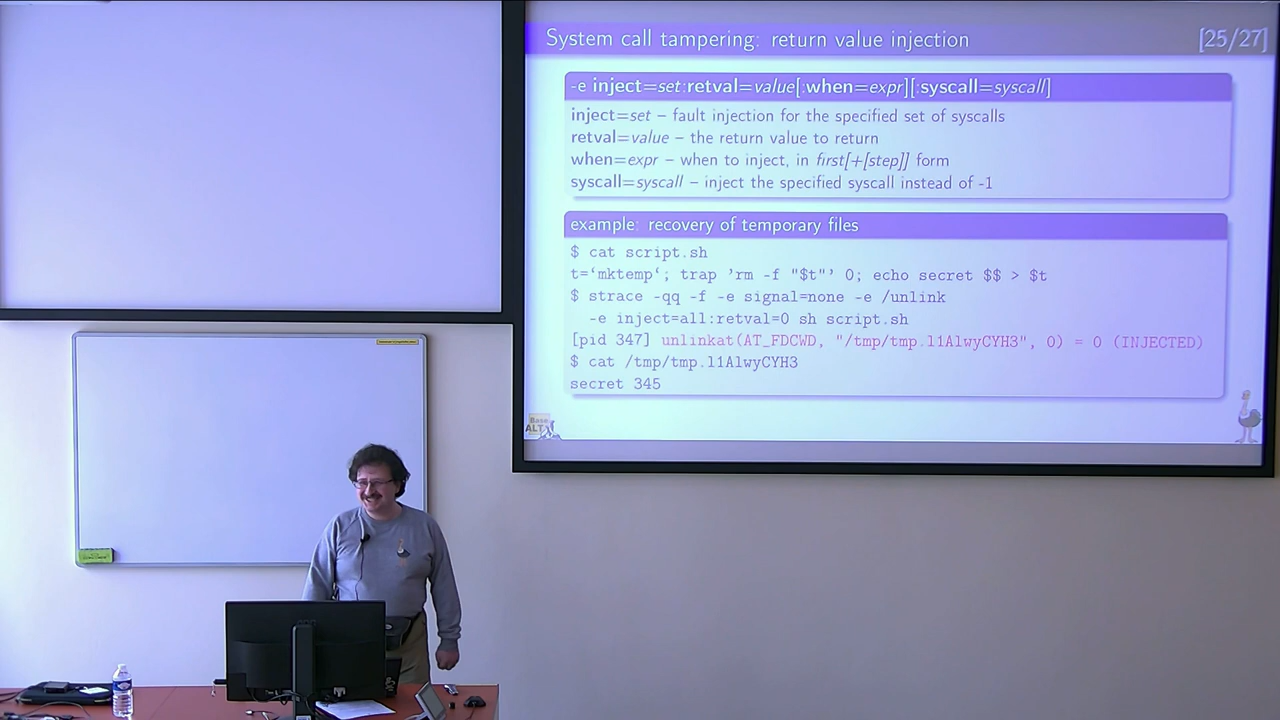 System call tampering: return value injection [25/27]
-e inject=set:retval=value[:when=expr][:syscall=syscall]
inject=set – fault injection for the specified set of syscalls
retval=value – the return value to return
when=expr – when to inject, in first[+[step]] form
syscall=syscall – inject the specified syscall instead of -1
example: recovery of temporary files
$ cat script.sh
t=‘mktemp‘; trap ’rm -f "$t"’ 0; echo secret $$ > $t
$ strace -qq -f -e signal=none -e /unlink
-e inject=all:retval=0 sh script.sh
[pid 347] unlinkat(AT_FDCWD, "/tmp/tmp.l1AlwyCYH3", 0) = 0 (INJECTED)
$ cat /tmp/tmp.l1AlwyCYH3
secret 345
Base
ALT